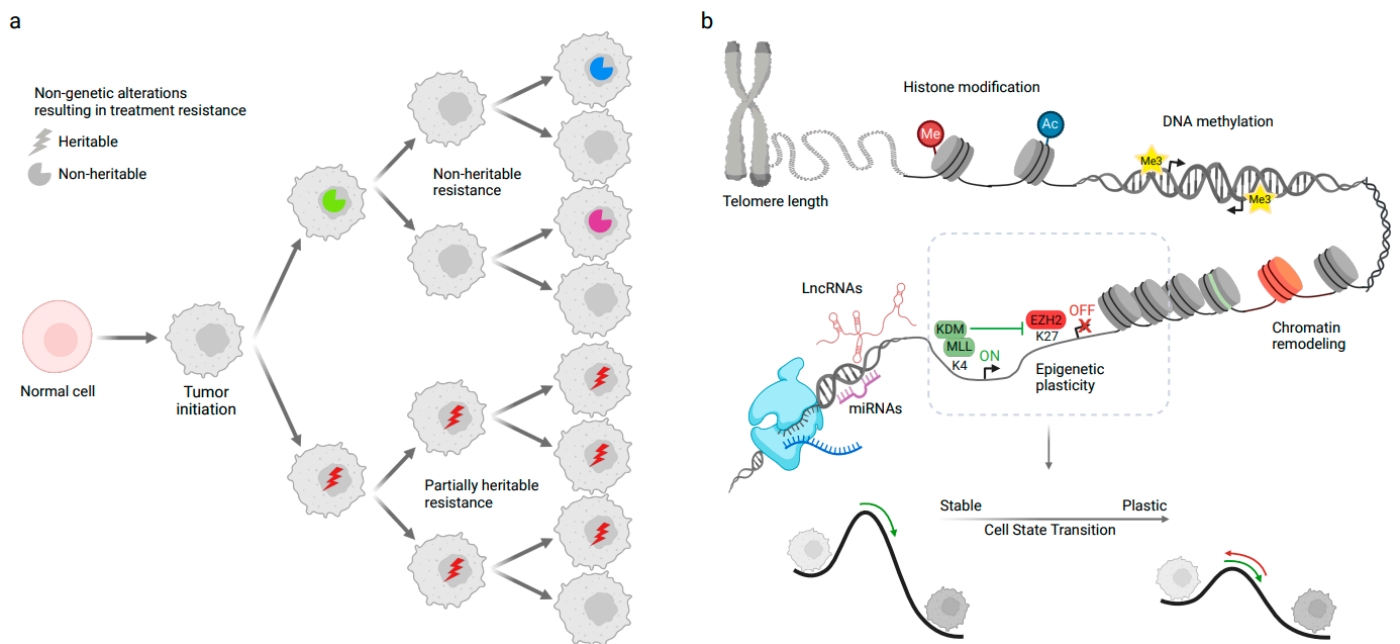 a
Non-genetic alterations
resulting in treatment resistance
Heritable
Non-heritable
Normal cell
Tumor
initiation
Non-heritable
resistance
Partially heritable
resistance
b
Histone modification
Me
Ac
DNA methylation
Me3
Me3
Telomere length
LncRNAs
KDM
MLL
K4
ON
EZH2
K27
OFF
Epigenetic
plasticity
Chromatin
remodeling
miRNAs
Stable
Plastic
Cell State Transition